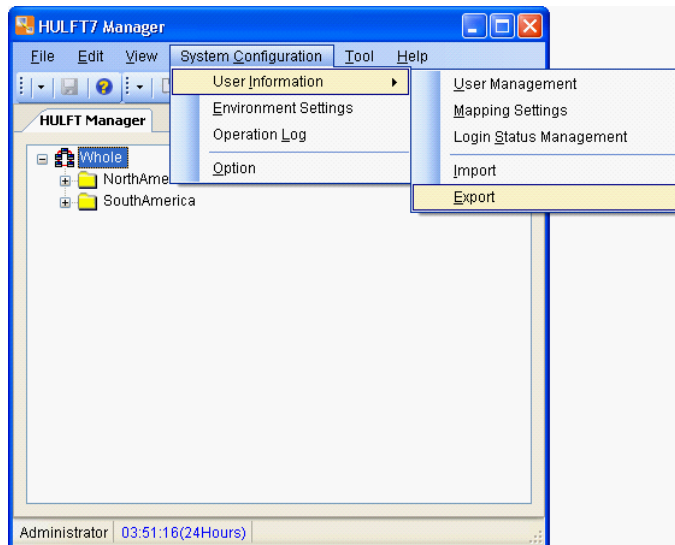 HULFT7 Manager
File Edit View System Configuration Tool Help
User Information
Environment Settings
Operation Log
Option
User Management
Mapping Settings
Login Status Management
Import
Export
HULFT Manager
Whole
NorthAme
SouthAmerica
Administrator 03:51:16(24Hours)